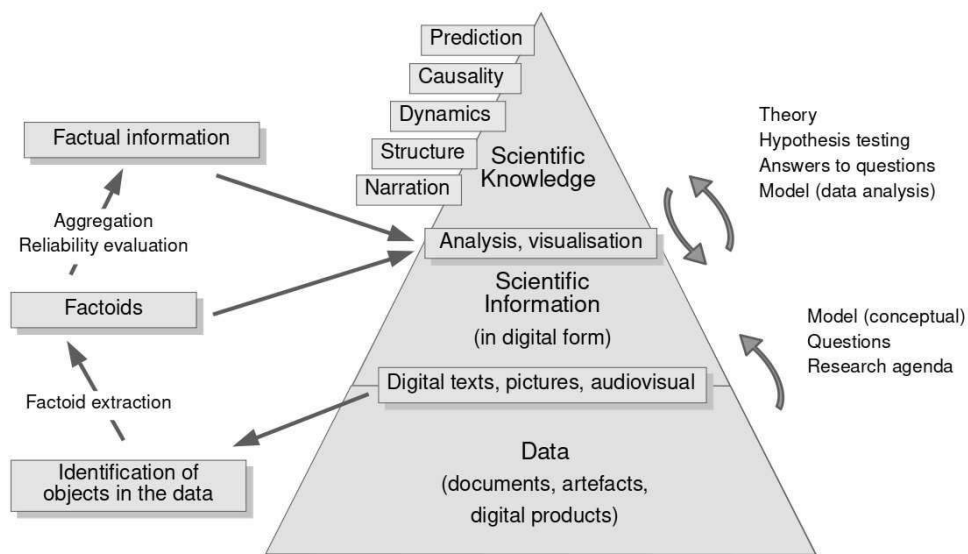 Prediction
Causality
Dynamics
Structure
Narration
Scientific
Knowledge
Factual information
Aggregation
Reliability evaluation
Factoids
Factoid extraction
Identification of
objects in the data
Analysis, visualisation
Scientific
Information
(in digital form)
Digital texts, pictures, audiovisual
Data
(documents, artefacts,
digital products)
Theory
Hypothesis testing
Answers to questions
Model (data analysis)
Model (conceptual)
Questions
Research agenda